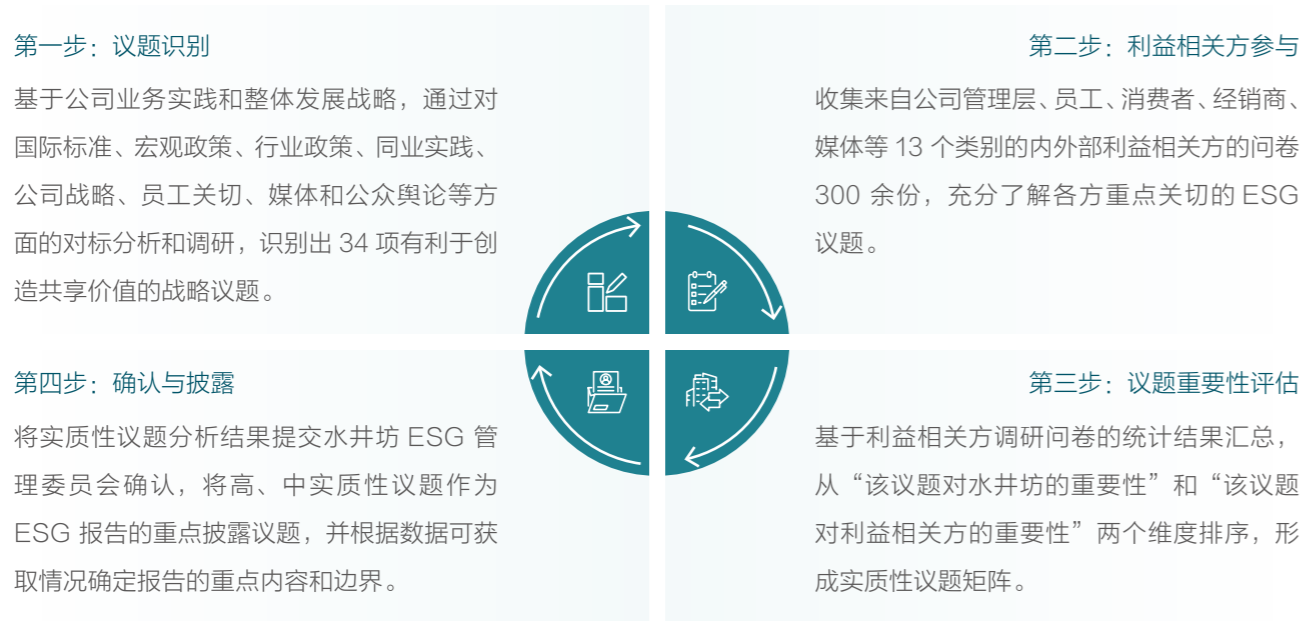 第一步：议题识别
基于公司业务实践和整体发展战略，通过对
国际标准、宏观政策、行业政策、同业实践、
公司战略、员工关切、媒体和公众舆论等方
面的对标分析和调研，识别出 34 项有利于创
造共享价值的战略议题。
第二步：利益相关方参与
收集来自公司管理层、员工、消费者、经销商、
媒体等 13 个类别的内外部利益相关方的问卷
300 余份，充分了解各方重点关切的 ESG
议题。
第三步：议题重要性评估
基于利益相关方调研问卷的统计结果汇总，
从“该议题对水井坊的重要性”和“该议题
对利益相关方的重要性”两个维度排序，形
成实质性议题矩阵。
第四步：确认与披露
将实质性议题分析结果提交水井坊 ESG 管
理委员会确认，将高、中实质性议题作为
ESG 报告的重点披露议题，并根据数据可获
取情况确定报告的重点内容和边界。